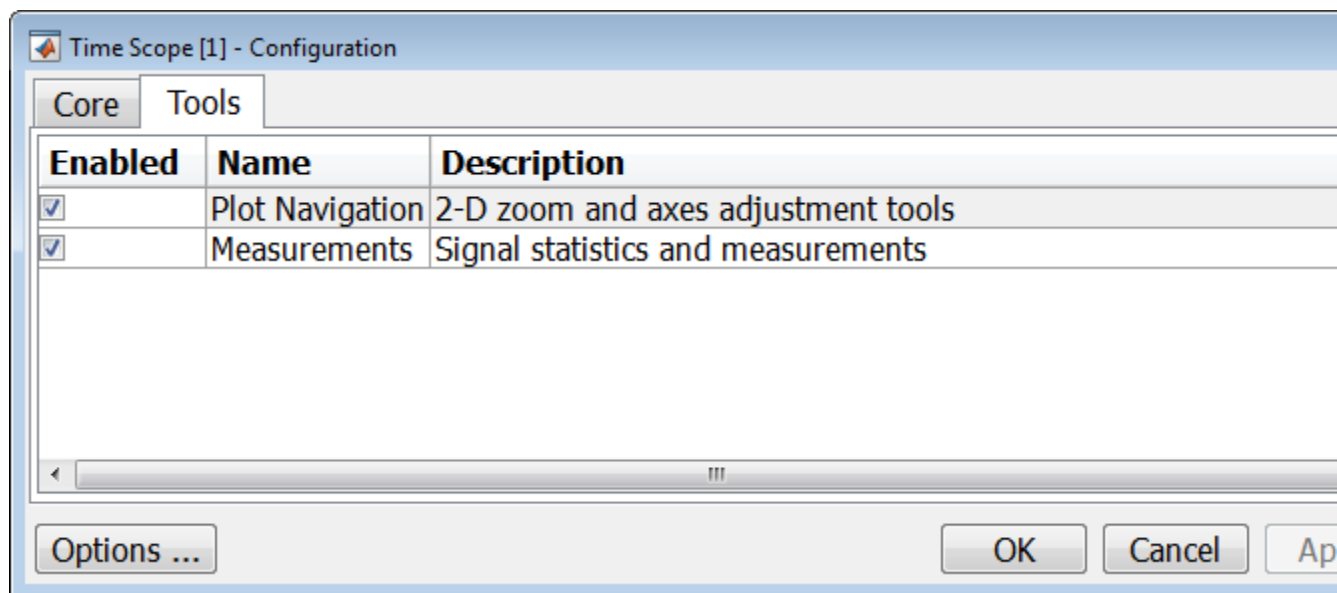 Time Scope [1] - Configuration
Core Tools
Enabled Name Description
Plot Navigation 2-D zoom and axes adjustment tools
Measurements Signal statistics and measurements
Options ... OK Cancel Ap